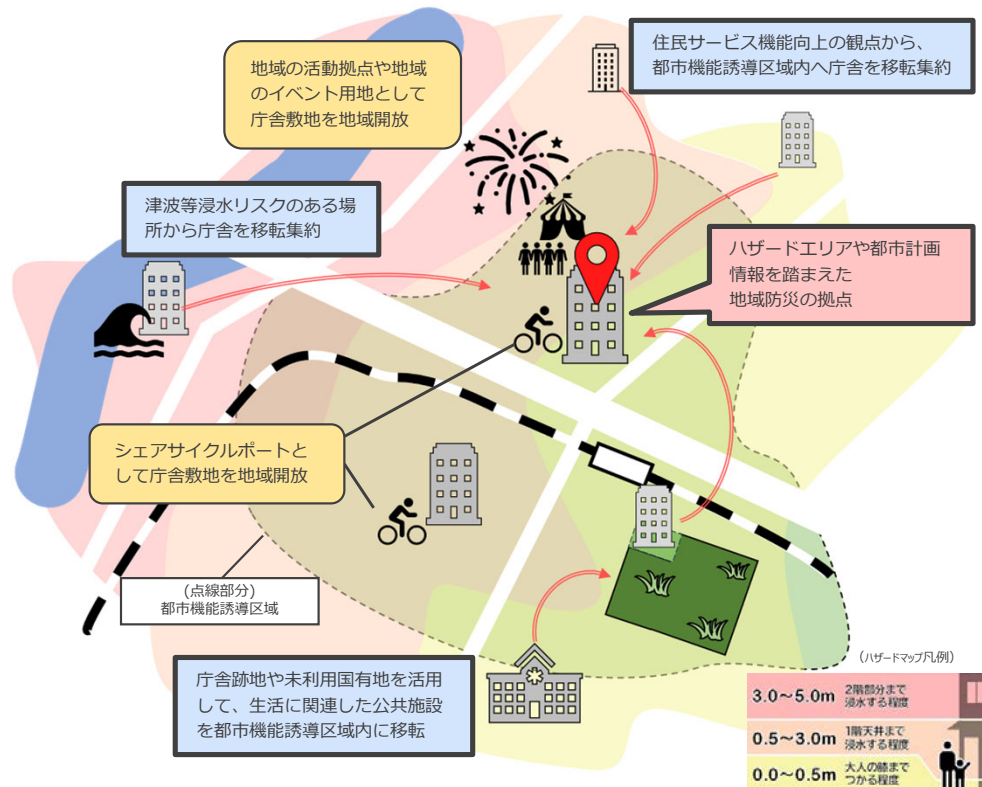 住民サービス機能向上の観点から、
都市機能誘導区域内へ庁舎を移転集約
地域の活動拠点や地域
のイベント用地として
庁舎敷地を地域開放
津波等浸水リスクのある場
所から庁舎を移転集約
ハザードエリアや都市計画
情報を踏まえた
地域防災の拠点
シェアサイクルポートと
して庁舎敷地を地域開放
(点線部分)
都市機能誘導区域
庁舎跡地や未利用国有地を活用
して、生活に関連した公共施設
を都市機能誘導区域内に移転
(ハザードマップ凡例)
3.0～5.0m 2階部分まで
浸水する程度
0.5～3.0m 1階天井まで
浸水する程度
0.0～0.5m 大人の膝まで
つかる程度